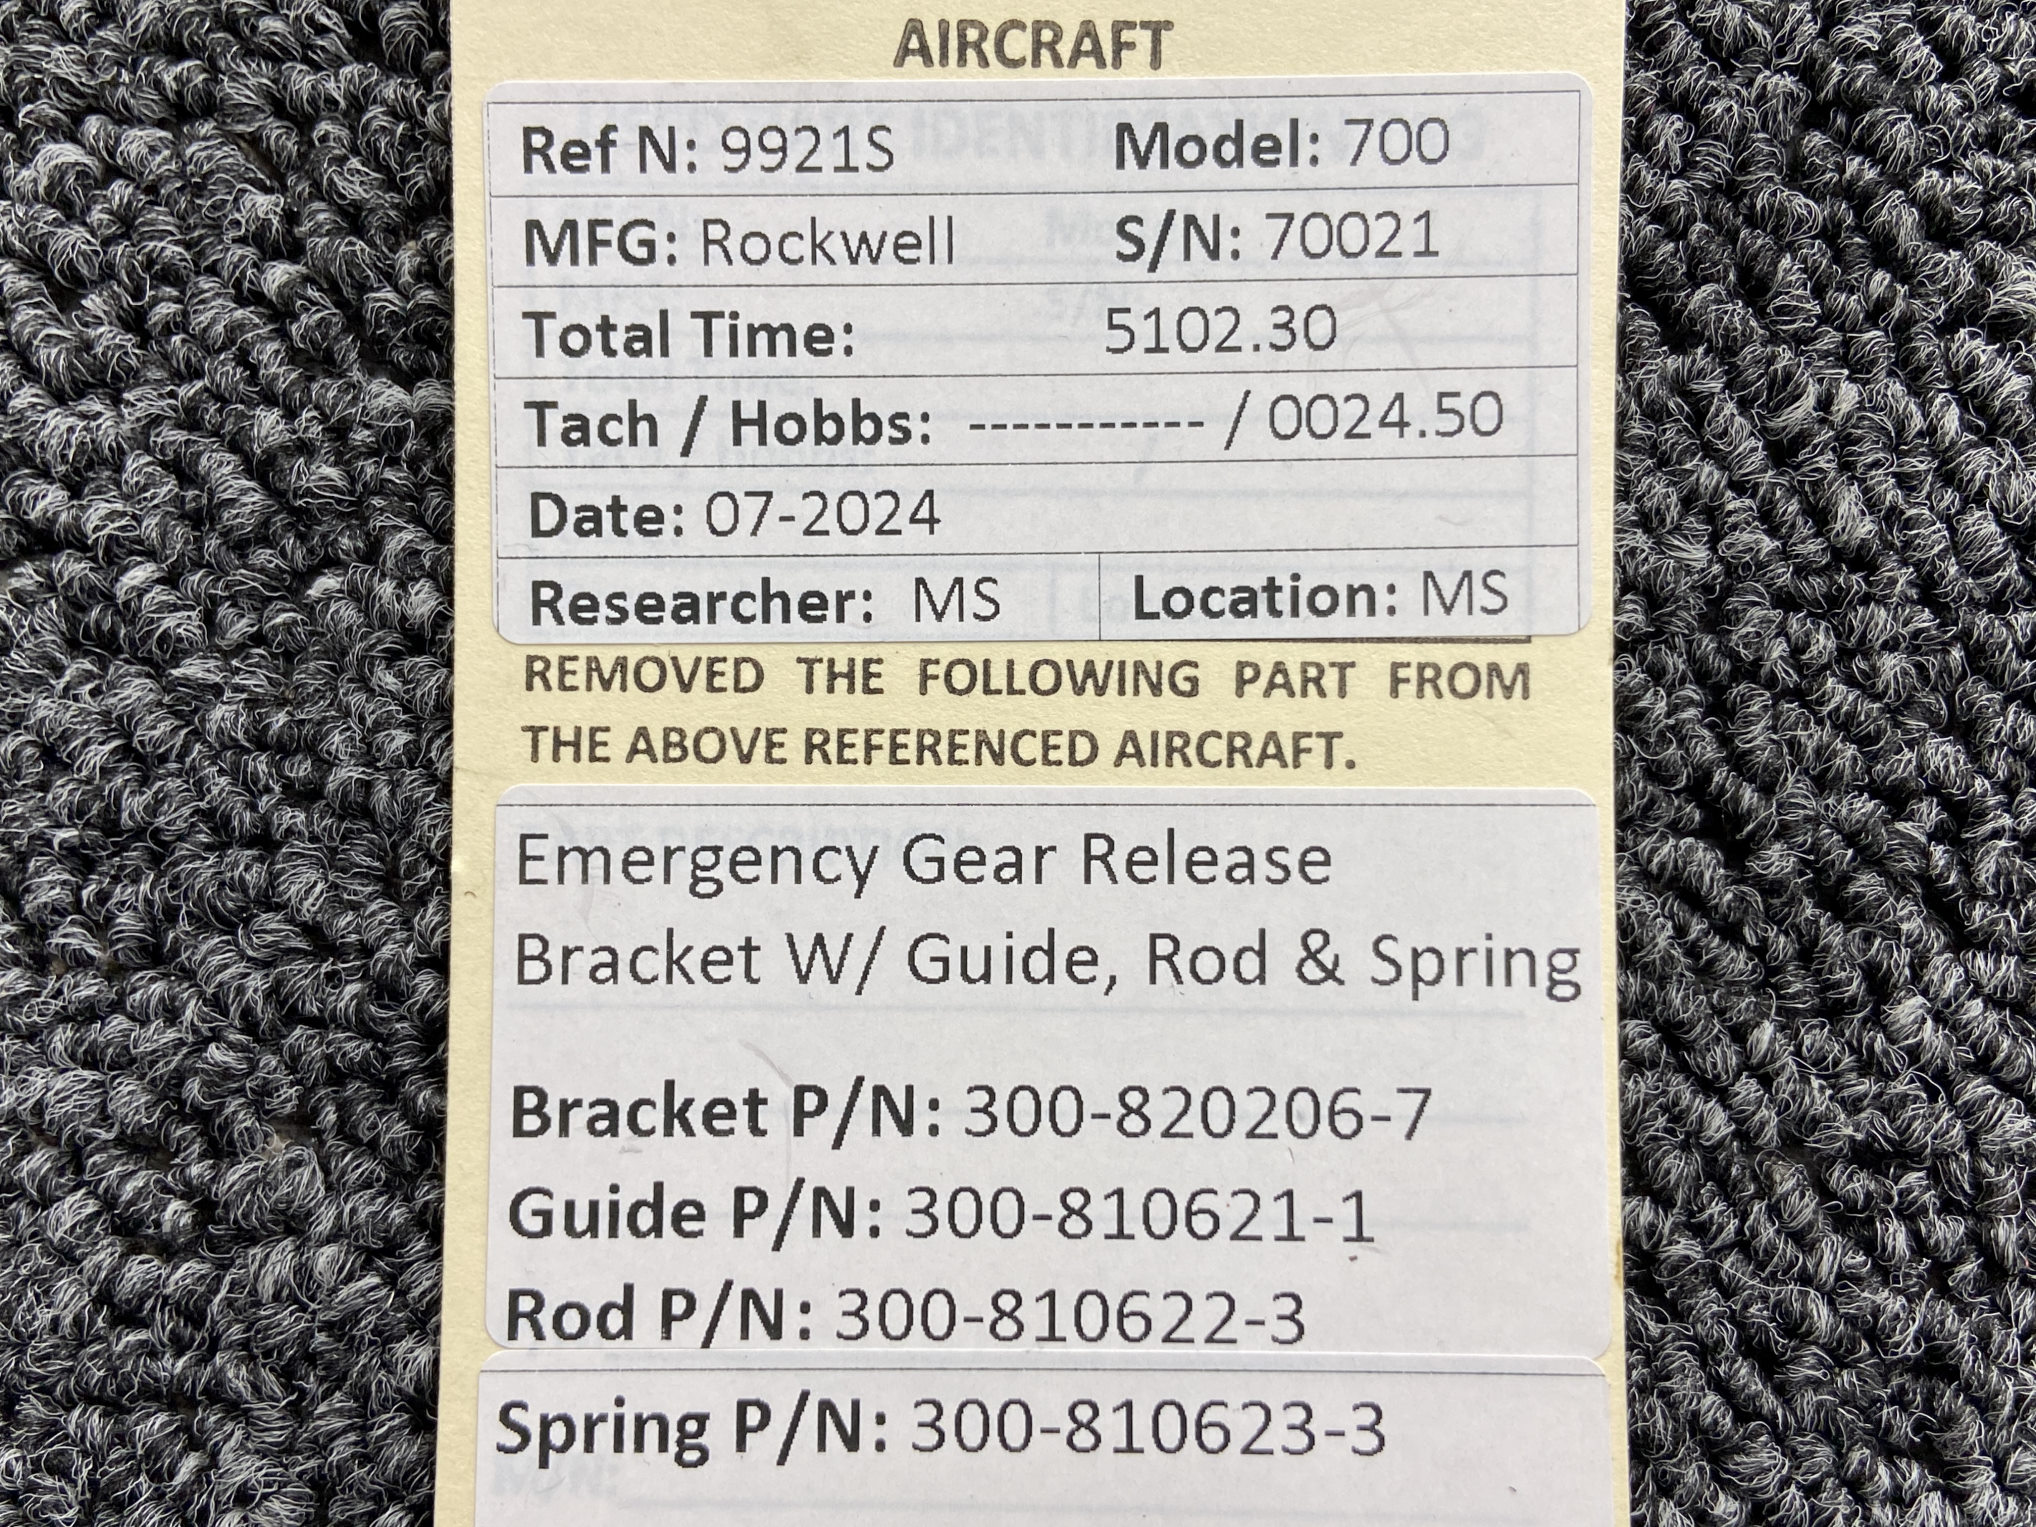 AIRCRAFT
Ref N: 9921S Model: 700
MFG: Rockwell S/N: 70021
Total Time: 5102.30
Tach / Hobbs: ----------- / 0024.50
Date: 07-2024
Researcher: MS Location: MS
REMOVED THE FOLLOWING PART FROM
THE ABOVE REFERENCED AIRCRAFT.
Emergency Gear Release
Bracket W/ Guide, Rod & Spring
Bracket P/N: 300-820206-7
Guide P/N: 300-810621-1
Rod P/N: 300-810622-3
Spring P/N: 300-810623-3